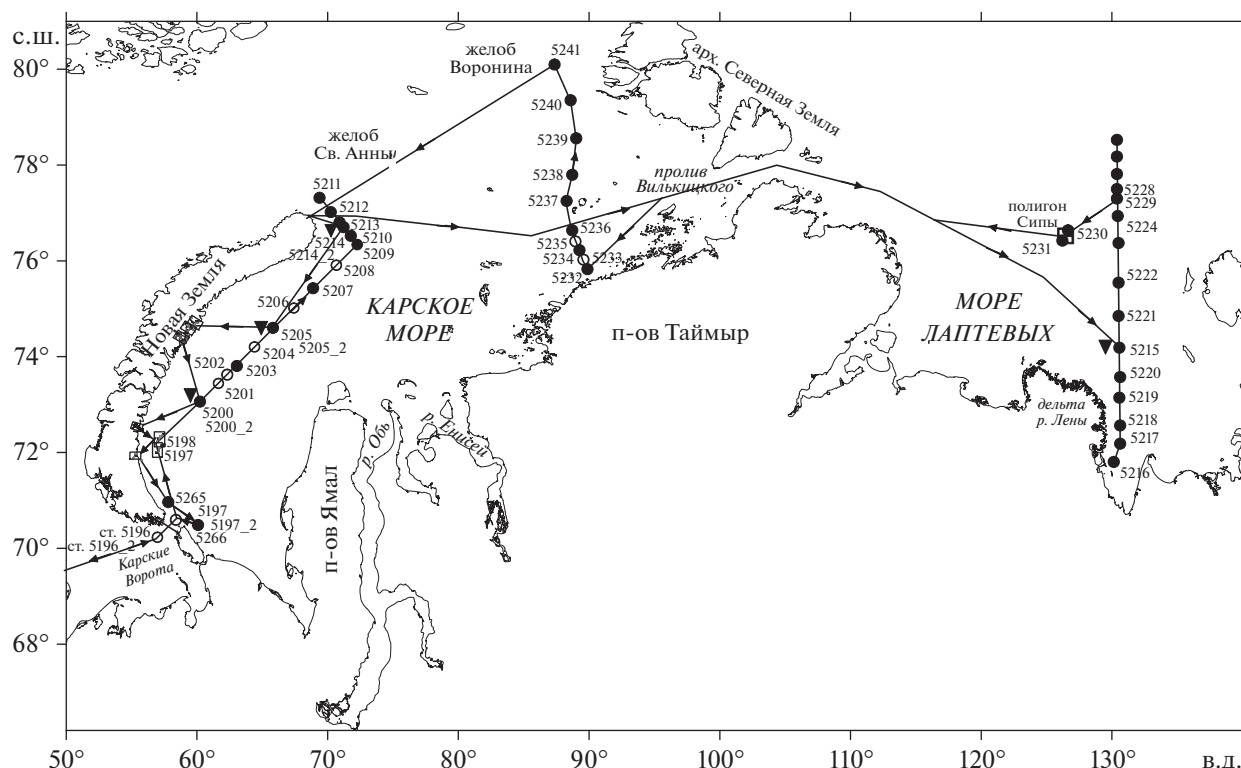 с.ш.
80°
78°
76°
74°
72°
70°
68°
50°
60°
70°
80°
90°
100°
110°
120°
130°
в.д.
желоб
Воронина
5241
5240
5239
5238
5237
5236
5235
5234
5233
5232
арх. Северная Земля
желоб
Св. Анны
5211
5212
5213
5214
5214_2
5210
5209
5208
5207
5206
5205
5205_2
5204
5203
5202
5201
5200
5200_2
5198
5197
5265
5197
5197_2
5266
ст. 5196
ст. 5196_2
Карские
Ворота
Новая Земля
КАРСКОЕ
МОРЕ
п-ов Ямал
р. Обь
р. Енисей
п-ов Таймыр
пролив
Вилькицкого
МОРЕ
ЛАПТЕВЫХ
полигон
Сипы
5230
5231
5228
5229
5224
5222
5221
5215
5220
5219
5218
5217
5216
дельта
р. Лены